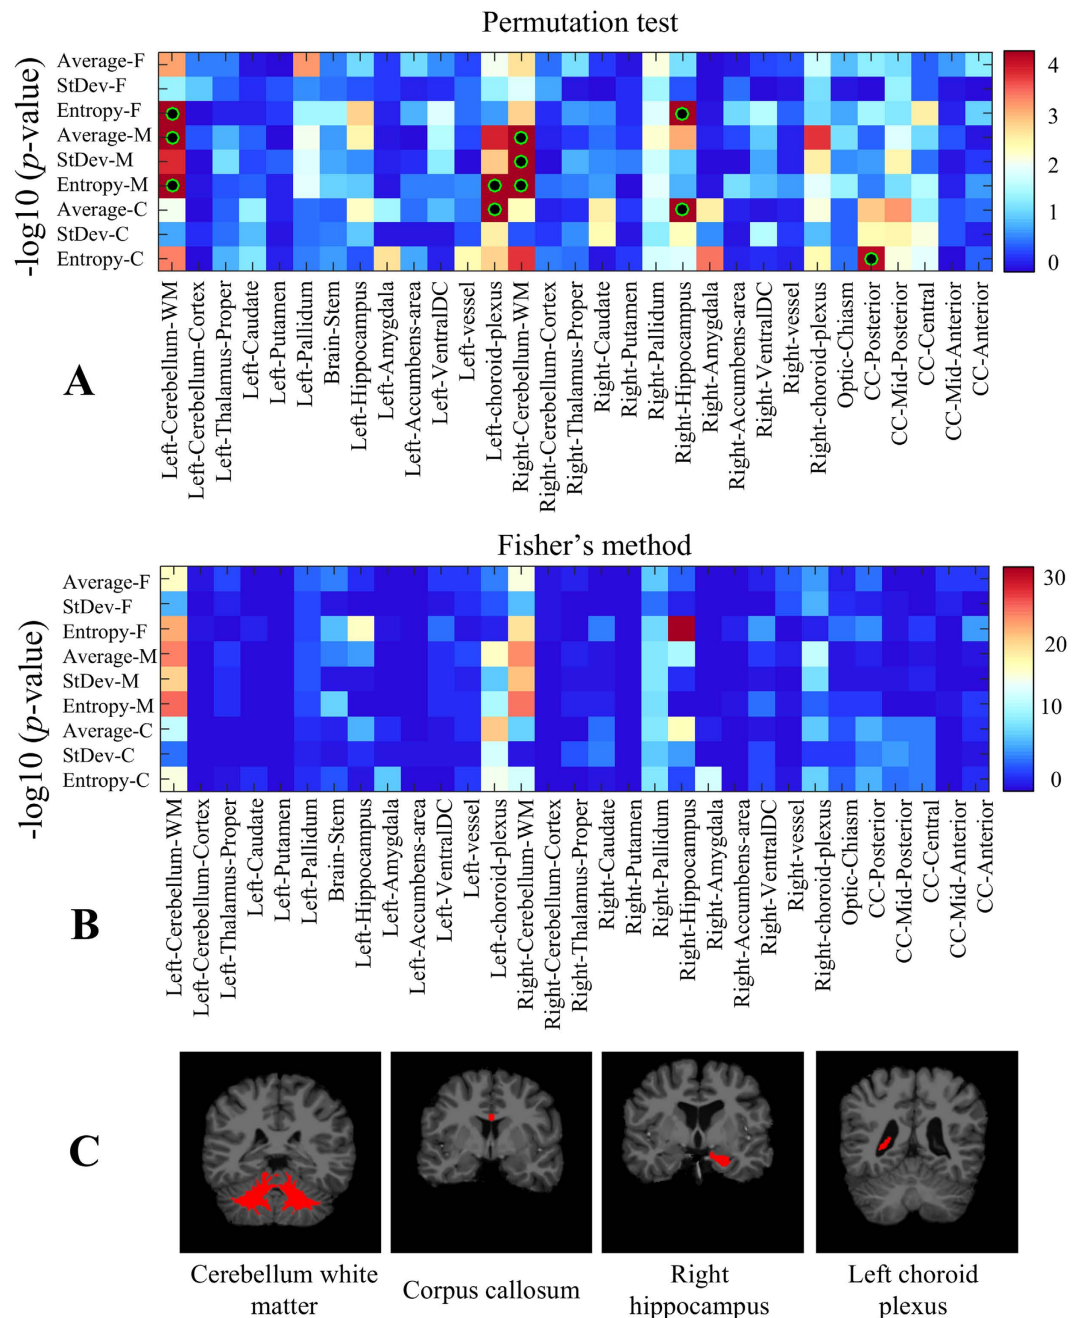 Permutation test
-log10 (p-value)
Average-F
StDev-F
Entropy-F
Average-M
StDev-M
Entropy-M
Average-C
StDev-C
Entropy-C
4
3
2
1
0
Left-Cerebellum-WM
Left-Cerebellum-Cortex
Left-Thalamus-Proper
Left-Caudate
Left-Putamen
Left-Pallidum
Brain-Stem
Left-Hippocampus
Left-Amygdala
Left-Accumbens-area
Left-VentralDC
Left-vessel
Left-choroid-plexus
Right-Cerebellum-WM
Right-Cerebellum-Cortex
Right-Thalamus-Proper
Right-Caudate
Right-Putamen
Right-Pallidum
Right-Hippocampus
Right-Amygdala
Right-Accumbens-area
Right-VentralDC
Right-vessel
Right-choroid-plexus
Optic-Chiasm
CC-Posterior
CC-Mid-Posterior
CC-Central
CC-Mid-Anterior
CC-Anterior
A
Fisher's method
-log10 (p-value)
Average-F
StDev-F
Entropy-F
Average-M
StDev-M
Entropy-M
Average-C
StDev-C
Entropy-C
30
20
10
0
Left-Cerebellum-WM
Left-Cerebellum-Cortex
Left-Thalamus-Proper
Left-Caudate
Left-Putamen
Left-Pallidum
Brain-Stem
Left-Hippocampus
Left-Amygdala
Left-Accumbens-area
Left-VentralDC
Left-vessel
Left-choroid-plexus
Right-Cerebellum-WM
Right-Cerebellum-Cortex
Right-Thalamus-Proper
Right-Caudate
Right-Putamen
Right-Pallidum
Right-Hippocampus
Right-Amygdala
Right-Accumbens-area
Right-VentralDC
Right-vessel
Right-choroid-plexus
Optic-Chiasm
CC-Posterior
CC-Mid-Posterior
CC-Central
CC-Mid-Anterior
CC-Anterior
B
C
Cerebellum white
matter
Corpus callosum
Right
hippocampus
Left choroid
plexus